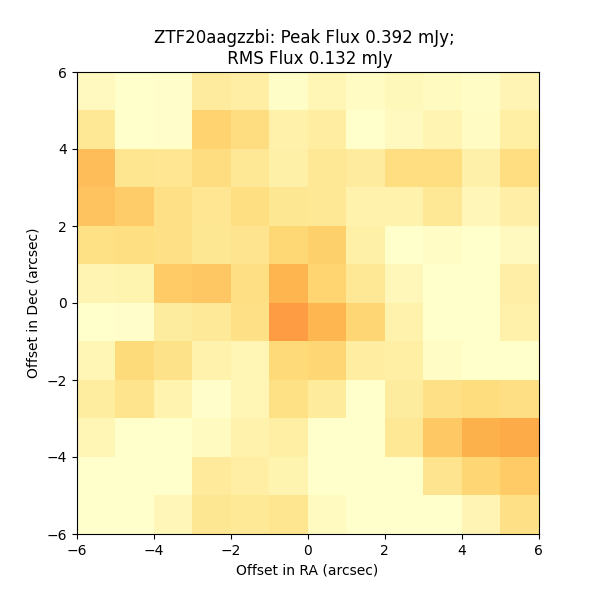 ZTF20aagzzbi: Peak Flux 0.392 mJy;
RMS Flux 0.132 mJy
6
4
2
0
−2
−4
−6
Offset in Dec (arcsec)
−6 −4 −2 0 2 4 6
Offset in RA (arcsec)